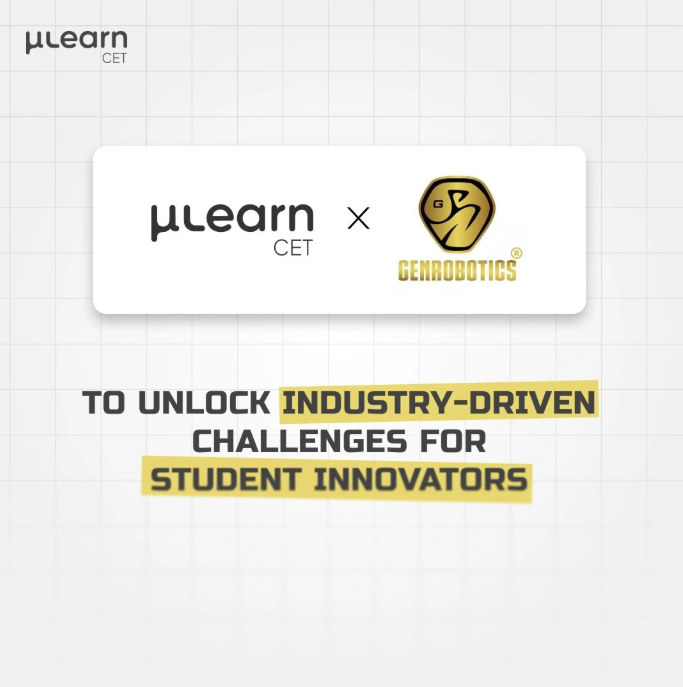 µLearn
CET
µLearn
CET
×
G
GENROBOTICS®
TO UNLOCK INDUSTRY-DRIVEN
CHALLENGES FOR
STUDENT INNOVATORS